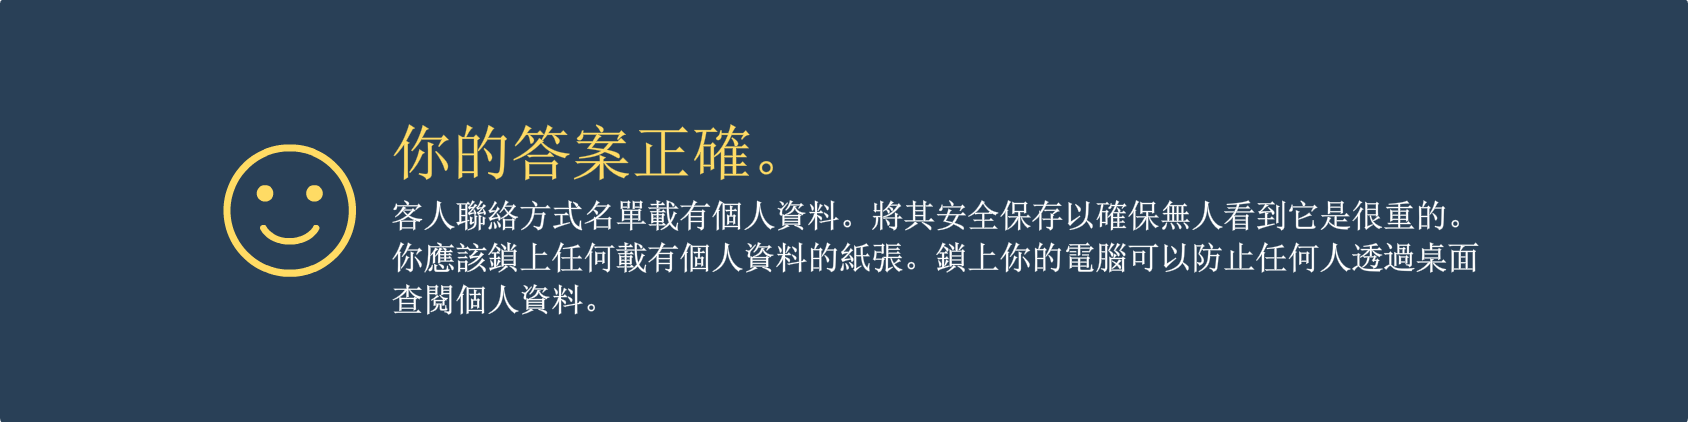 你的答案正確。
客人聯絡方式名單載有個人資料。將其安全保存以確保無人看到它是很重的。
你應該鎖上任何載有個人資料的紙張。鎖上你的電腦可以防止任何人透過桌面
查閱個人資料。